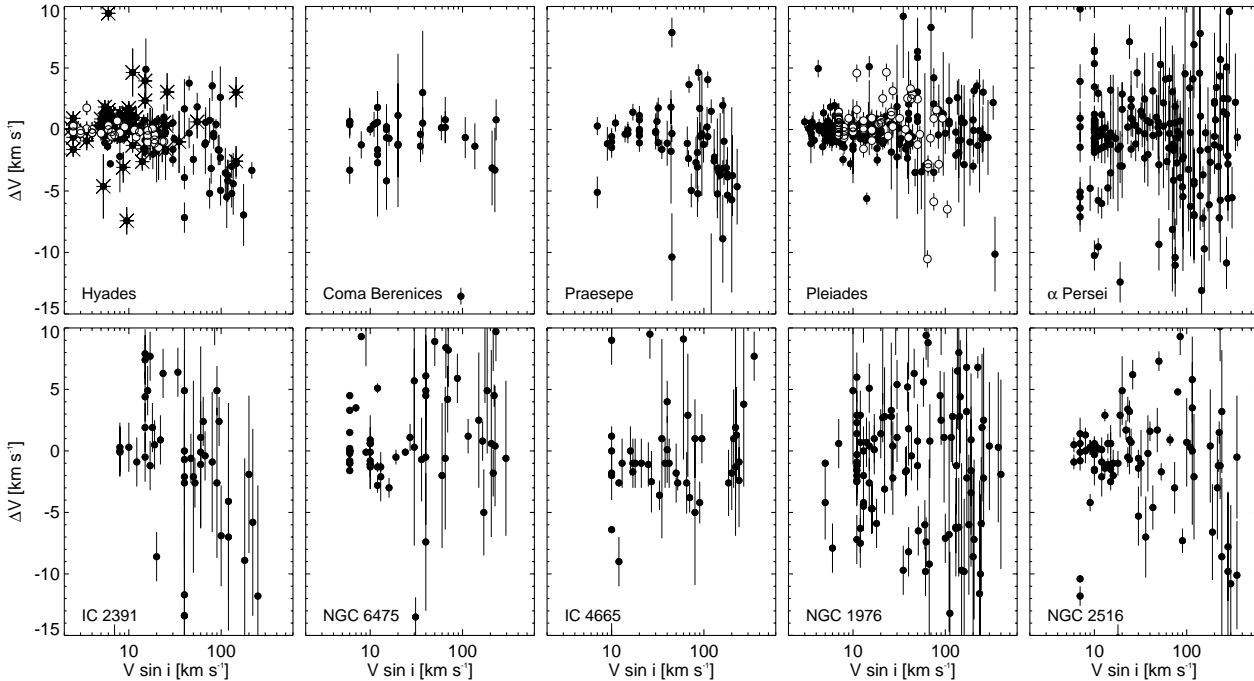 10
5
0
-5
-10
-15
ΔV [km s⁻¹]
Hyades
Coma Berenices
Praesepe
Pleiades
α Persei
10
5
0
-5
-10
-15
ΔV [km s⁻¹]
IC 2391
NGC 6475
IC 4665
NGC 1976
NGC 2516
10 100
10 100
10 100
10 100
10 100
V sin i [km s⁻¹]
V sin i [km s⁻¹]
V sin i [km s⁻¹]
V sin i [km s⁻¹]
V sin i [km s⁻¹]